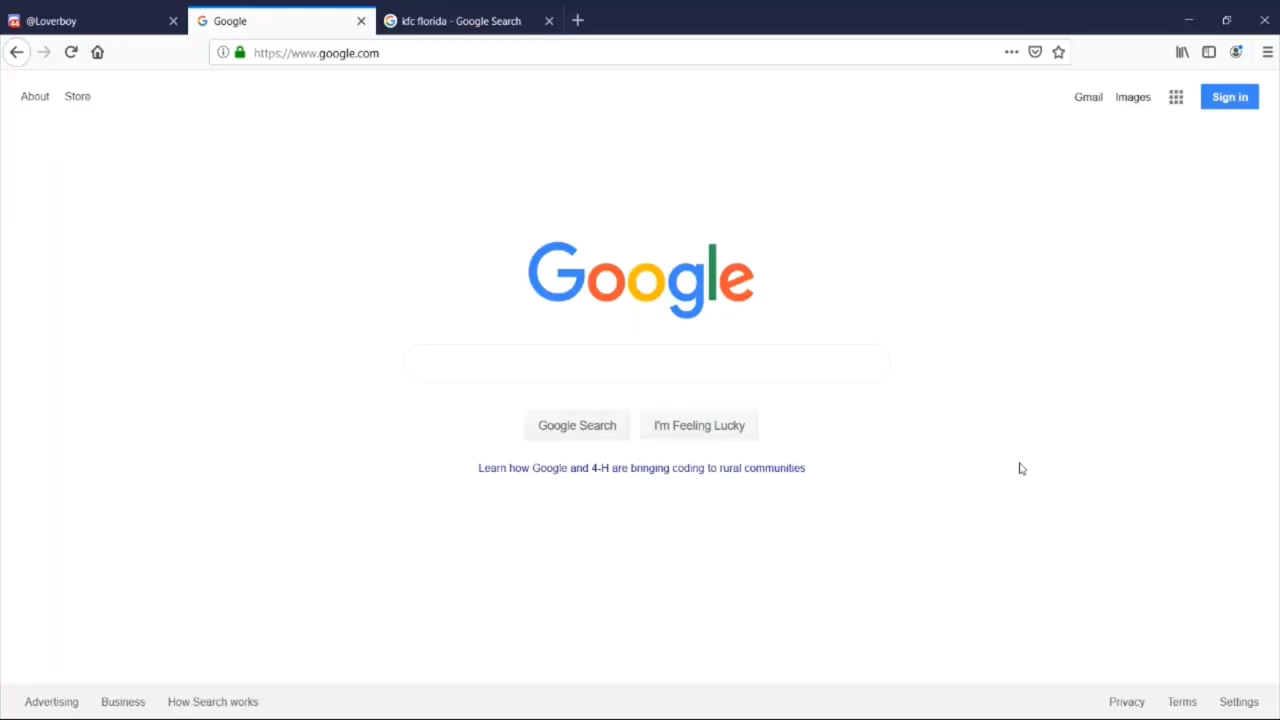 @Loverboy
Google
kfc florida - Google Search
https://www.google.com
About Store
Gmail Images Sign in
Google
Google Search I'm Feeling Lucky
Learn how Google and 4-H are bringing coding to rural communities
Advertising Business How Search works
Privacy Terms Settings